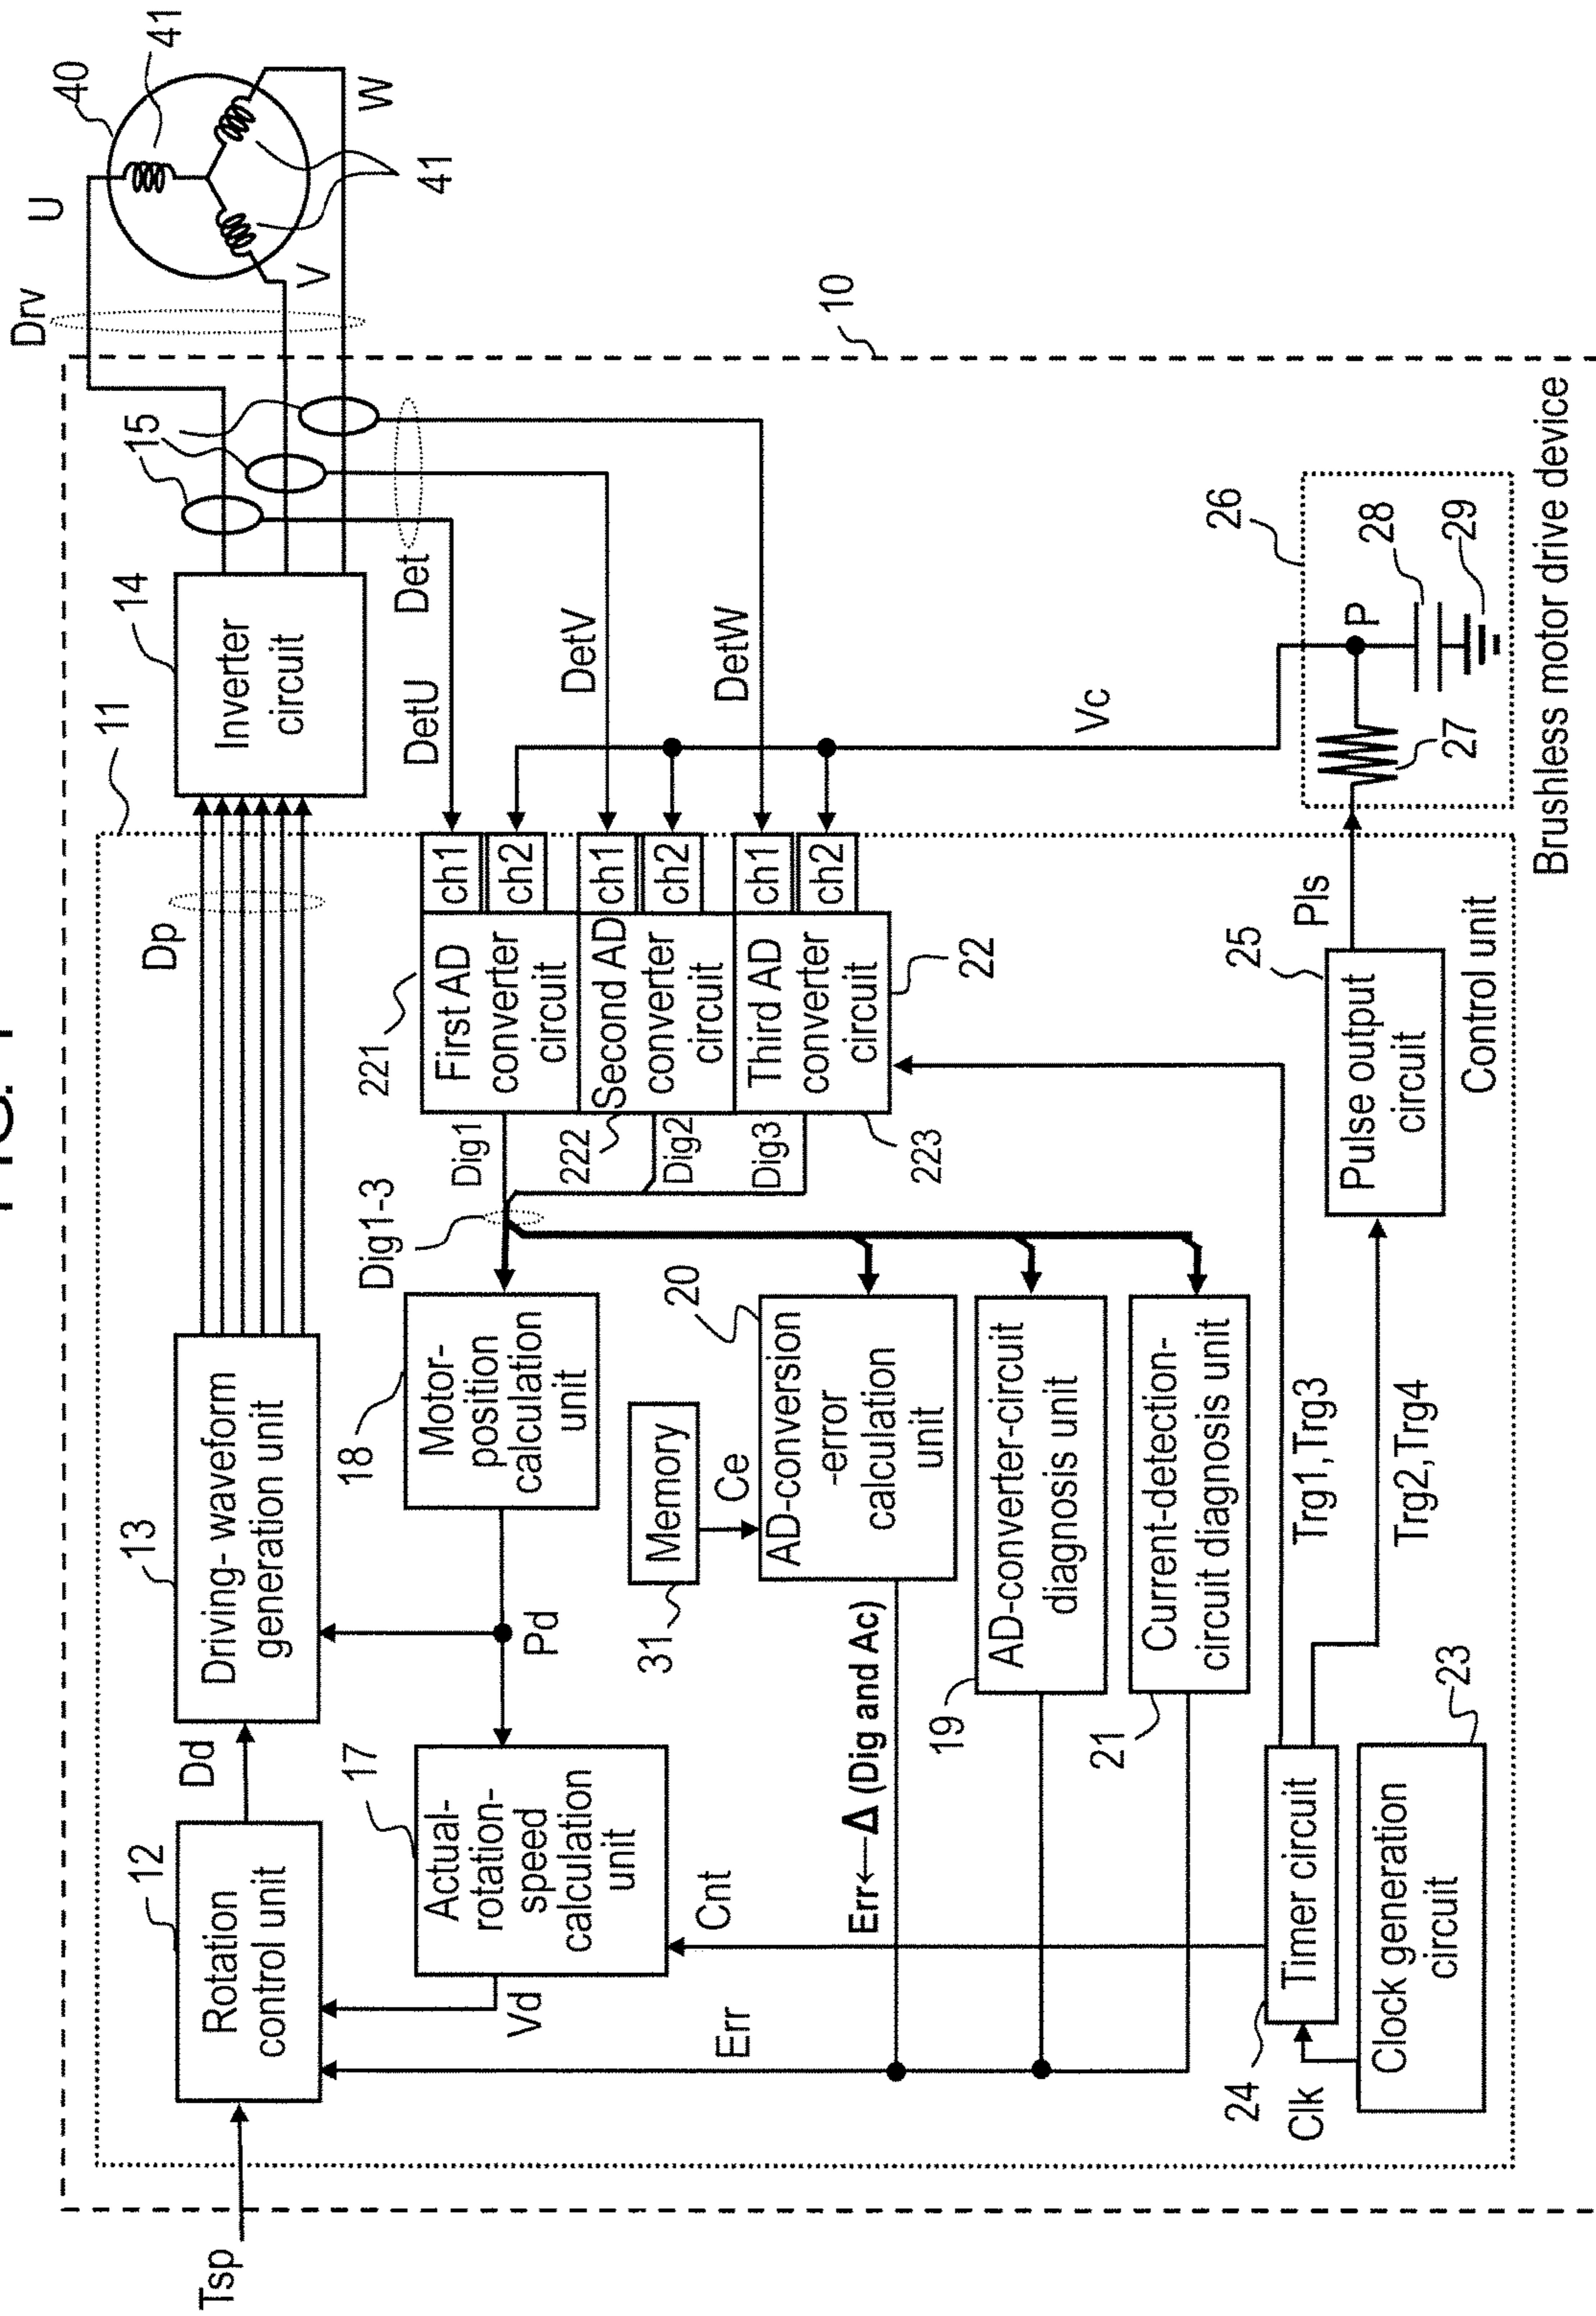 FIG. 1
Tsp
12
Rotation
control unit
Dd
13
Driving- waveform
generation unit
Dp
11
14
Inverter
circuit
15
Drv
U
V
W
40
41
41
10
Det
DetU
DetV
DetW
Vd
17
Actual-
rotation-
speed
calculation
unit
Pd
18
Motor-
position
calculation
unit
Dig1-3
Dig1
Dig2
Dig3
221
222
223
22
First AD
converter
circuit
Second AD
converter
circuit
Third AD
converter
circuit
ch1
ch2
ch1
ch2
ch1
ch2
31
Memory
Ce
20
AD-conversion
-error
calculation
unit
Err←Δ (Dig and Ac)
Err
Cnt
19
AD-converter-circuit
diagnosis unit
21
Current-detection-
circuit diagnosis unit
24
Timer circuit
Clk
Clock generation
circuit
23
Trg1,Trg3
Trg2,Trg4
25
Pulse output
circuit
Pls
Control unit
Vc
26
P
27
28
29
Brushless motor drive device